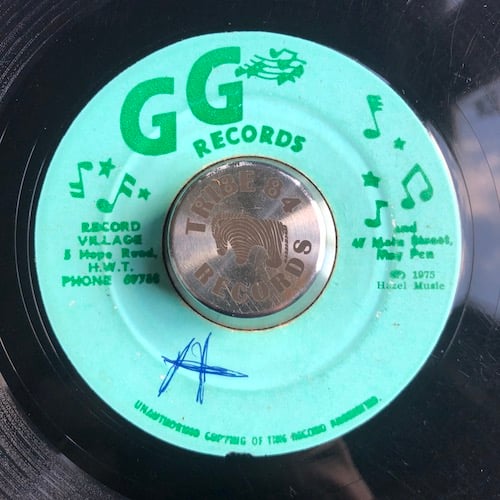 GG
RECORDS
TRIBE 84
RECORDS
RECORD
VILLAGE
5 Hope Road,
H.W.T.
PHONE
and
47 Main Street,
May Pen
1975
Hazel Music
UNAUTHORISED COPYING OF THIS RECORD PROHIBITED.